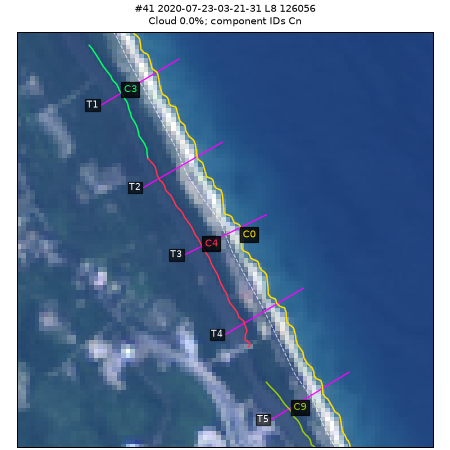 #41 2020-07-23-03-21-31 L8 126056
Cloud 0.0%; component IDs Cn
C3
T1
T2
C0
C4
T3
T4
C9
T5